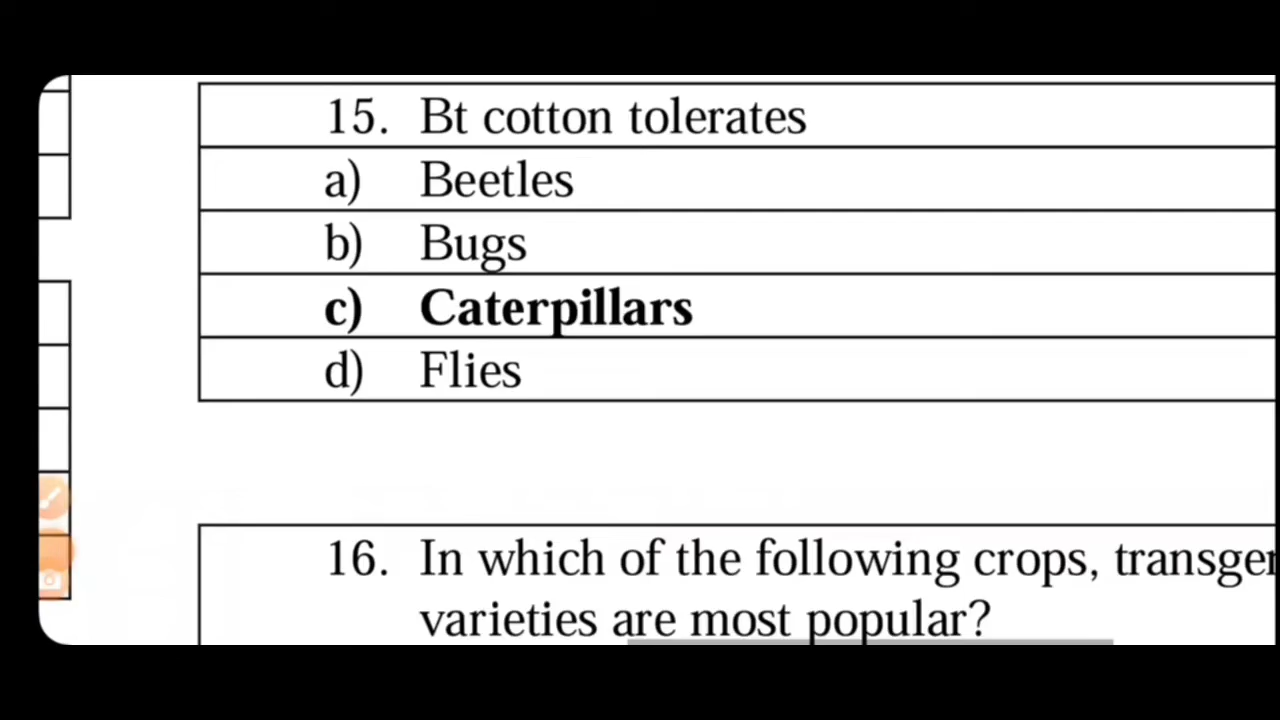 15. Bt cotton tolerates
a) Beetles
b) Bugs
c) Caterpillars
d) Flies
16. In which of the following crops,
varieties are most popular?